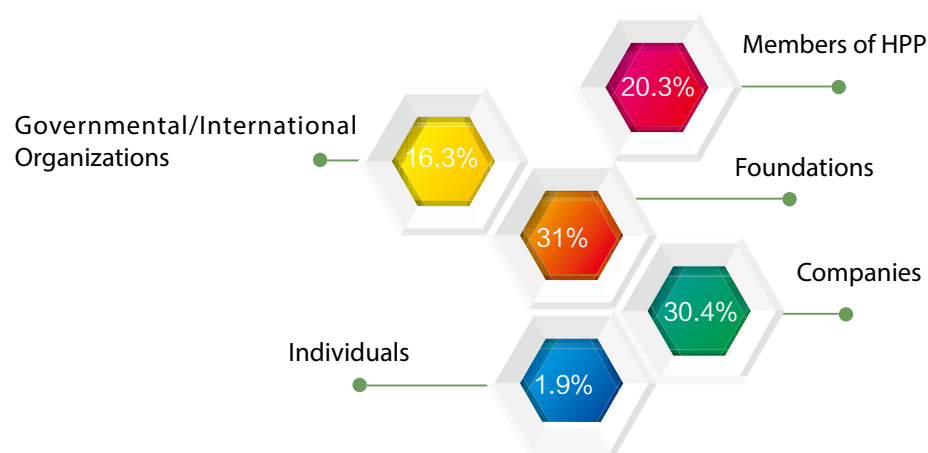 Members of HPP
20.3%
Governmental/International
Organizations
16.3%
Foundations
31%
Companies
30.4%
Individuals
1.9%